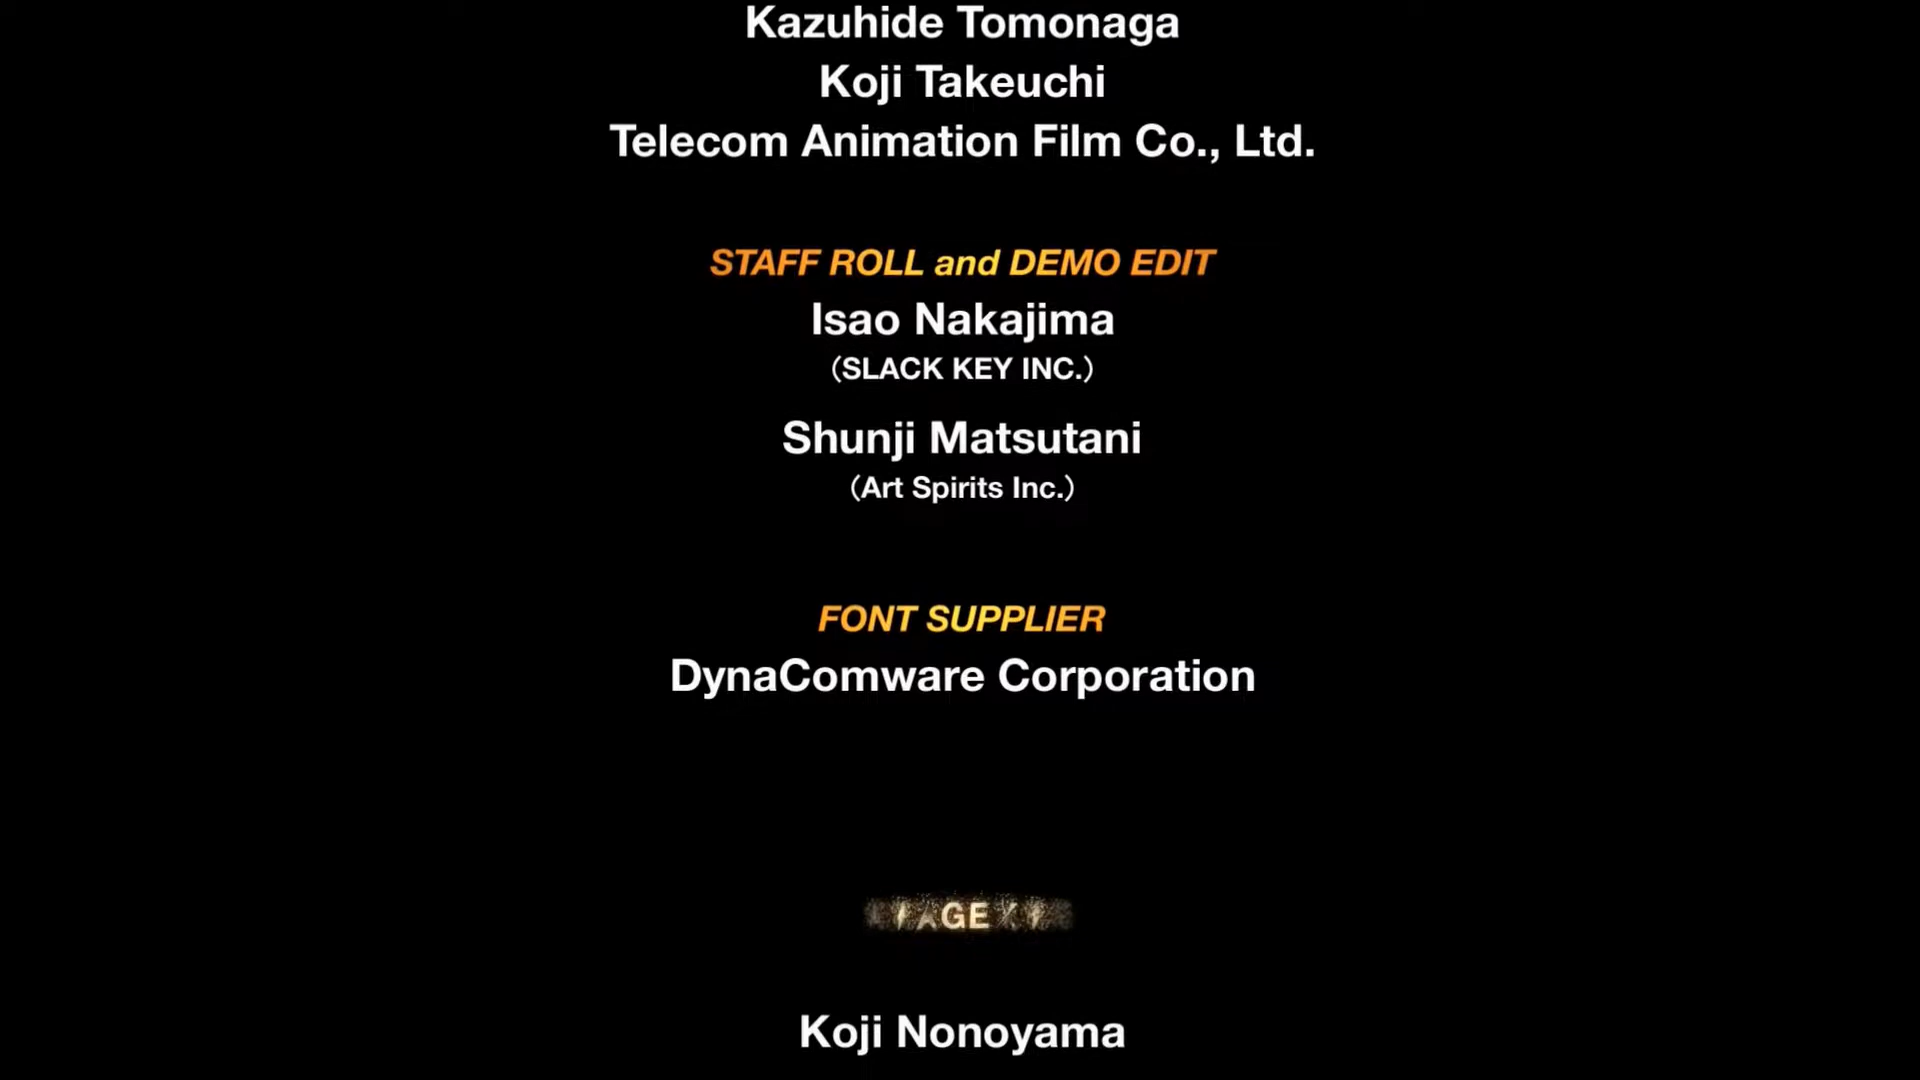 Kazuhide Tomonaga
Koji Takeuchi
Telecom Animation Film Co., Ltd.
STAFF ROLL and DEMO EDIT
Isao Nakajima
(SLACK KEY INC.)
Shunji Matsutani
(Art Spirits Inc.)
FONT SUPPLIER
DynaComware Corporation
Koji Nonoyama